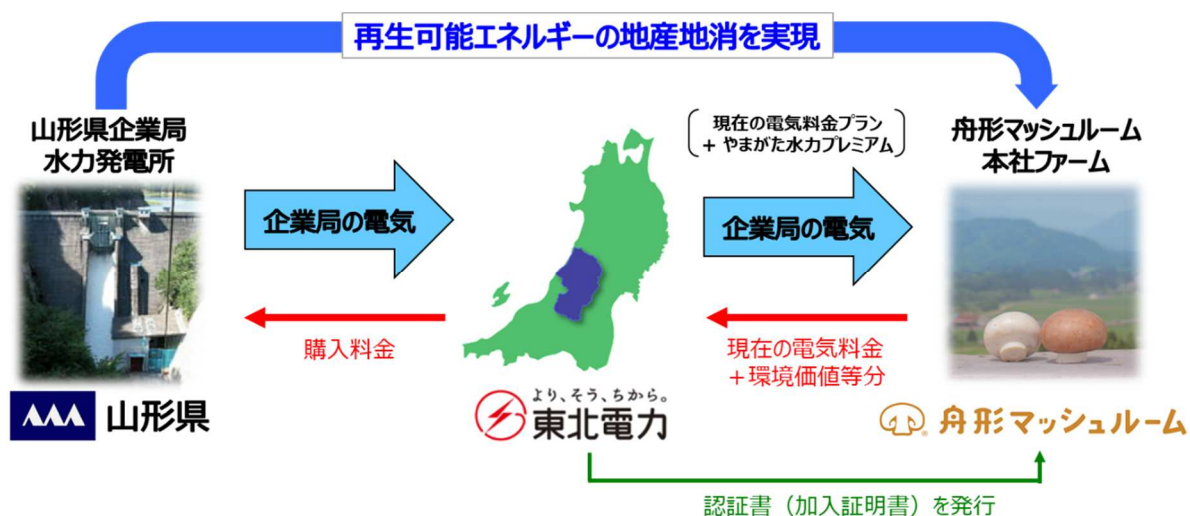 再生可能エネルギーの地産地消を実現
山形県企業局
水力発電所
企業局の電気
購入料金
山形県
現在の電気料金プラン
+ やまがた水力プレミアム
企業局の電気
現在の電気料金
+環境価値等分
より、そう、ちから。
東北電力
舟形マッシュルーム
本社ファーム
舟形マッシュルーム
認証書（加入証明書）を発行